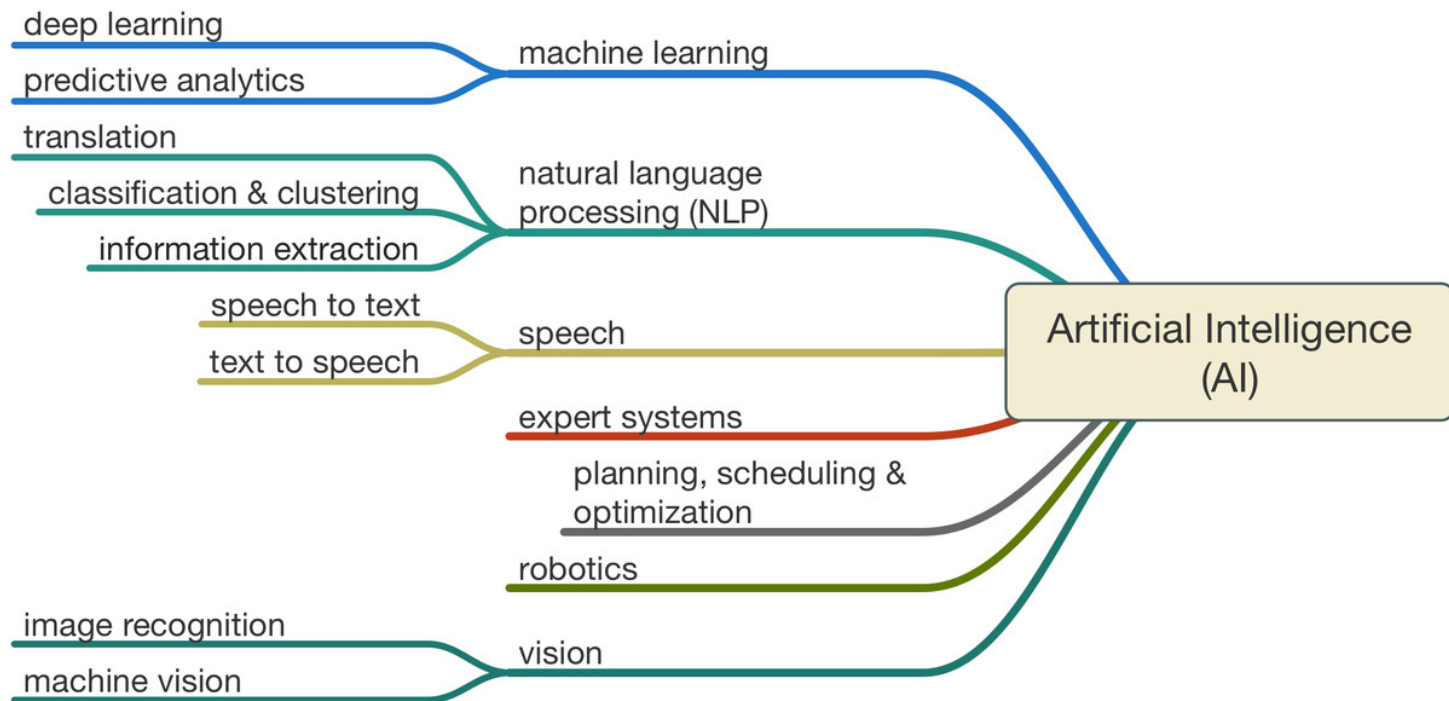 deep learning
predictive analytics
machine learning
translation
classification & clustering
information extraction
natural language
processing (NLP)
speech to text
text to speech
speech
expert systems
planning, scheduling &
optimization
robotics
image recognition
machine vision
vision
Artificial Intelligence
(AI)